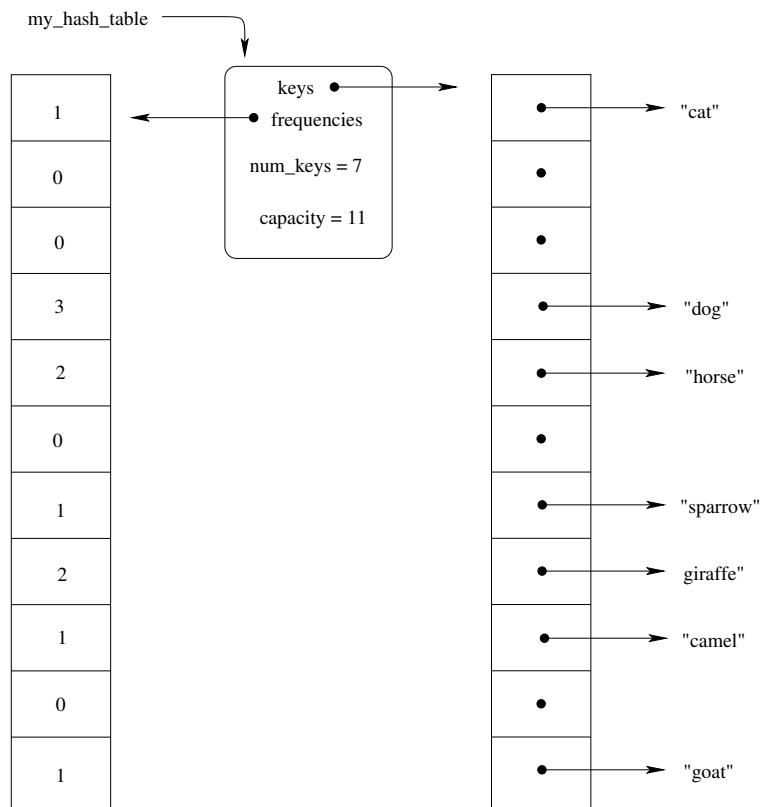 my_hash_table
keys
frequencies
num_keys = 7
capacity = 11
1
0
0
3
2
0
1
2
1
0
1
"cat"
"dog"
"horse"
"sparrow"
giraffe"
"camel"
"goat"